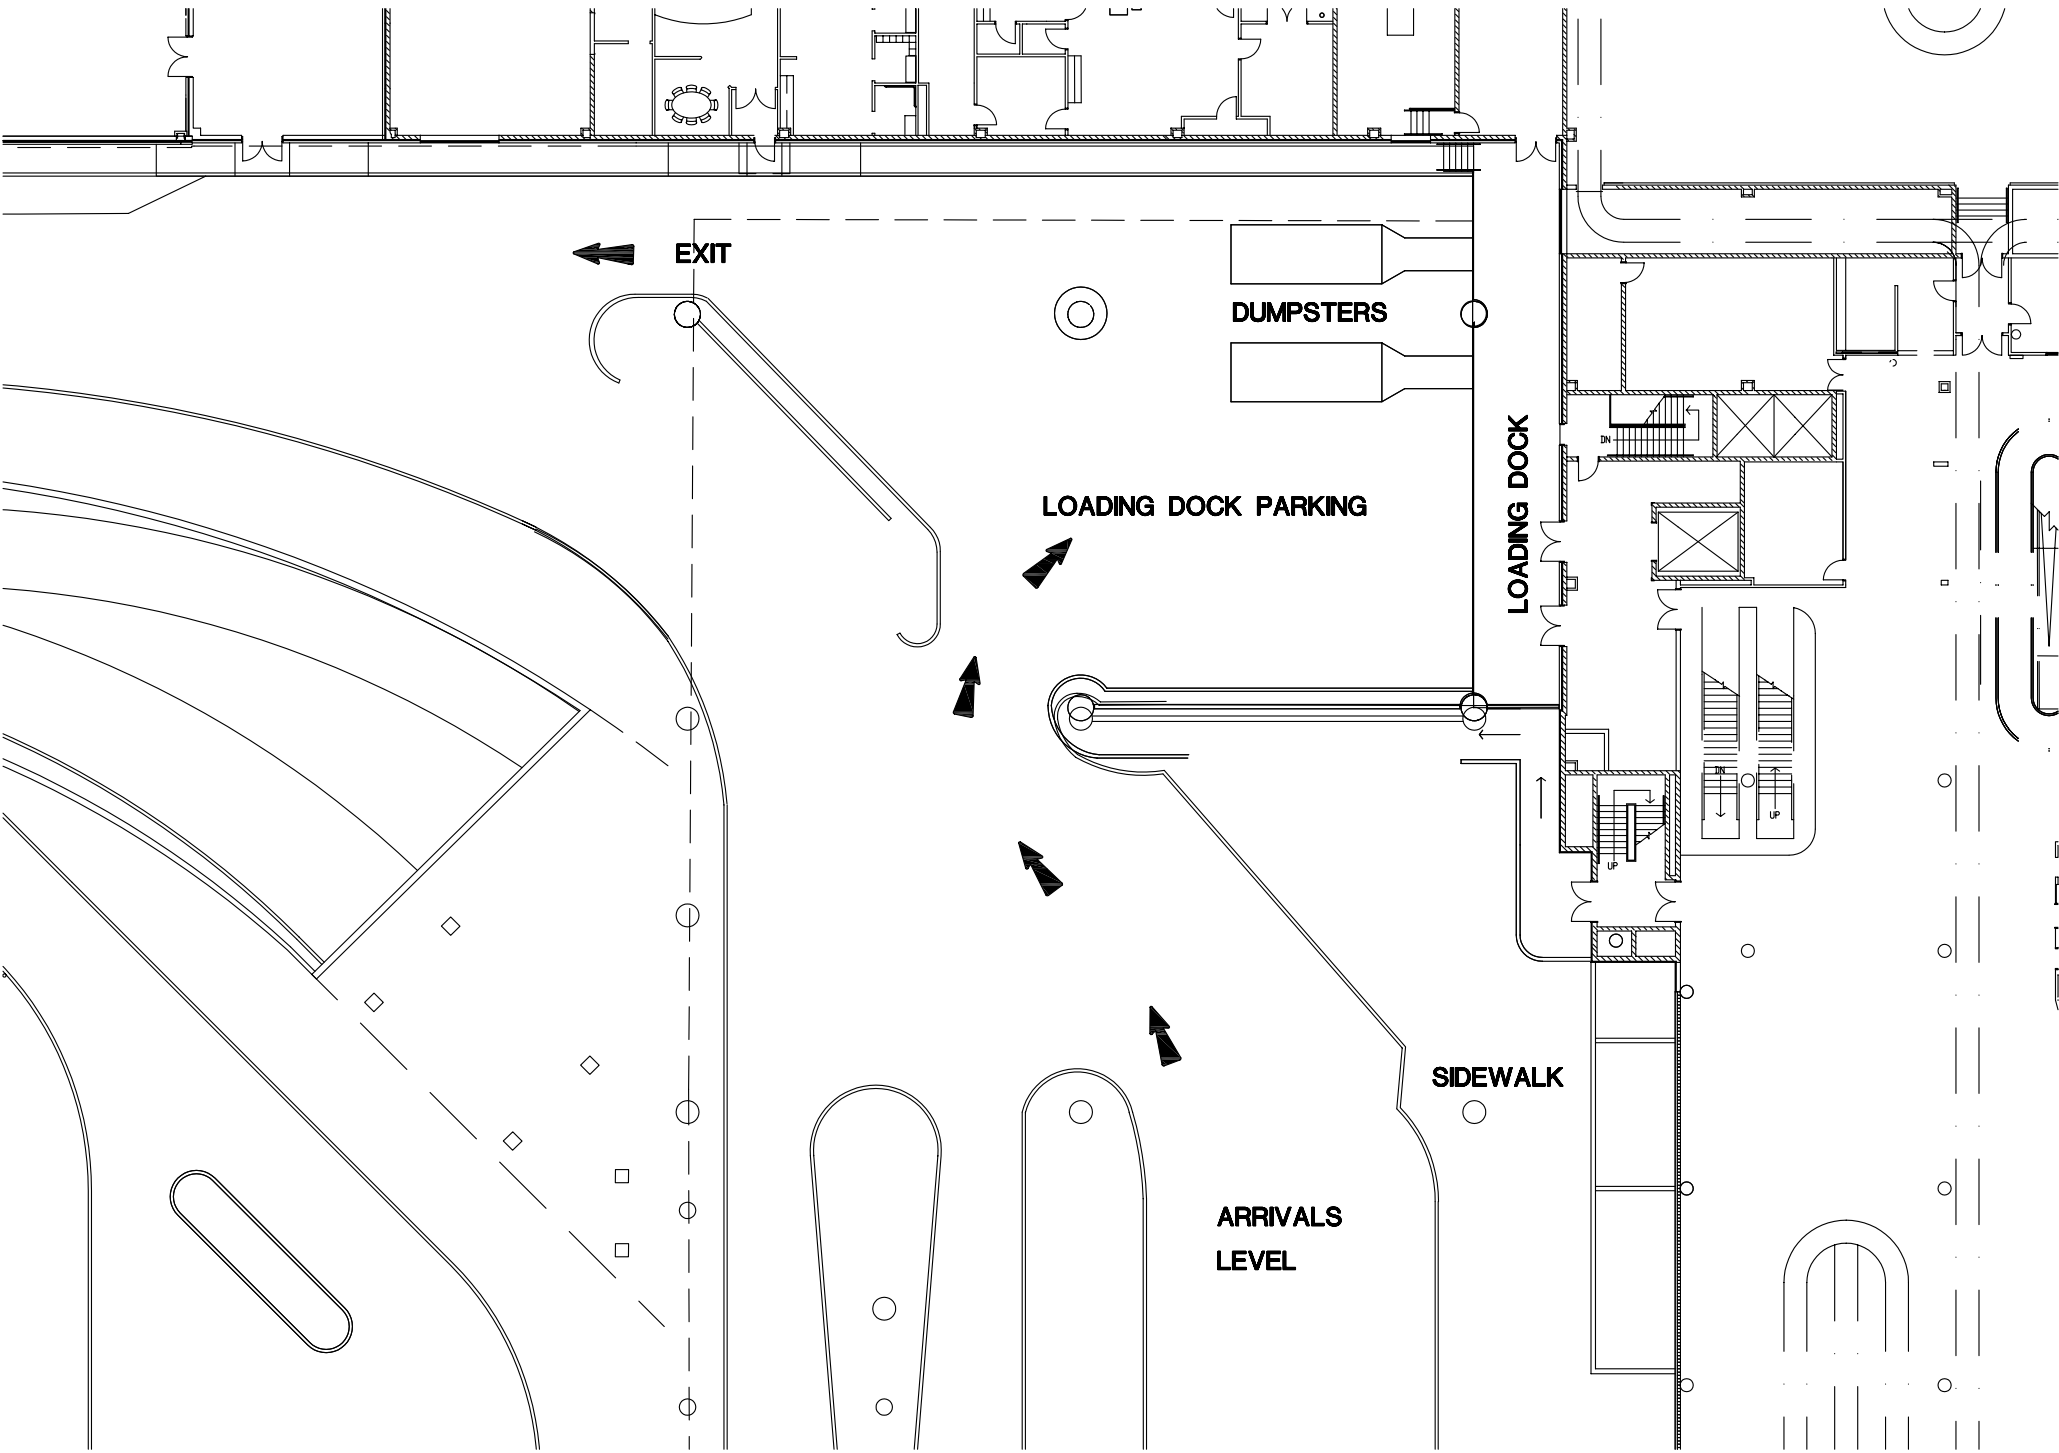 EXIT
DUMPSTERS
LOADING DOCK
DN
LOADING DOCK PARKING
DN
UP
UP
SIDEWALK
ARRIVALS
LEVEL